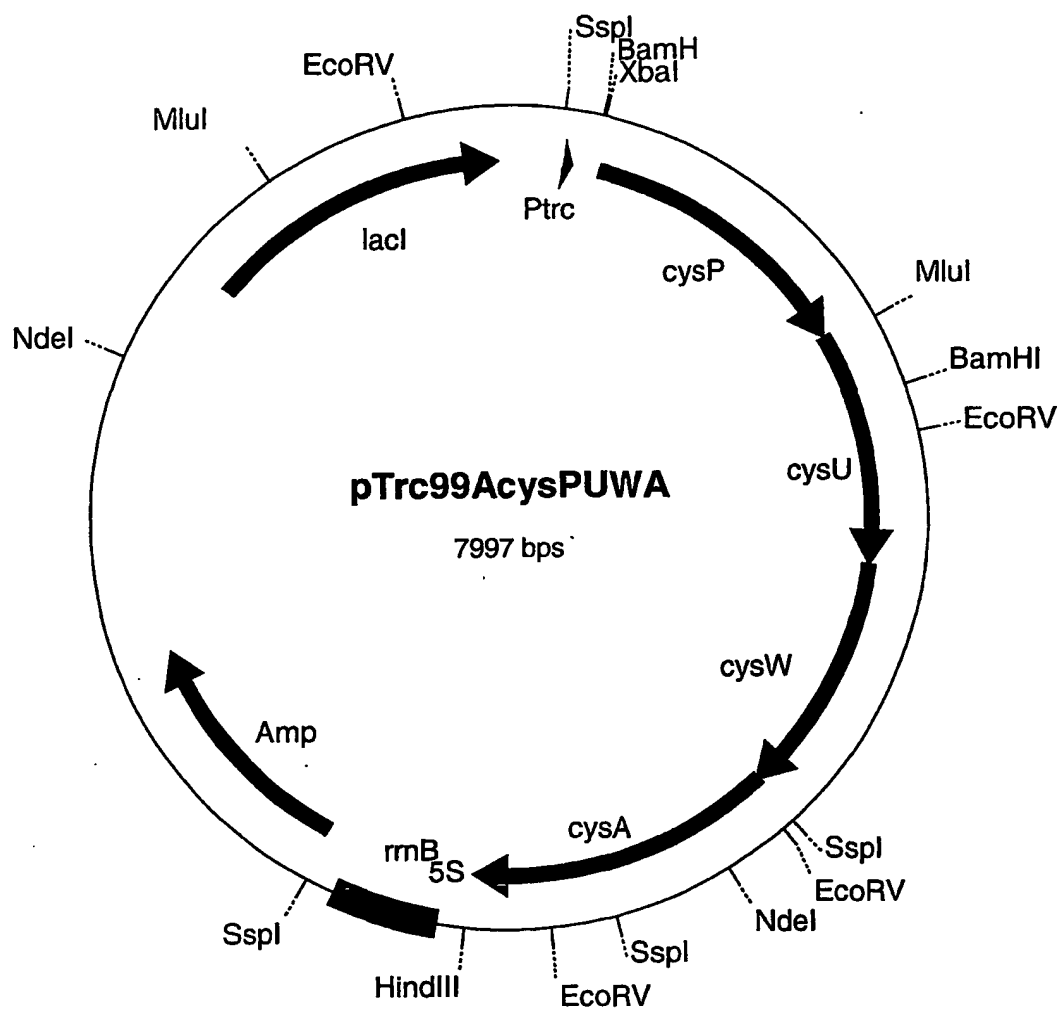 SspI
BamH
XbaI
EcoRV
MluI
lacI
Ptrc
cysP
MluI
NdeI
BamHI
EcoRV
cysU
pTrc99AcysPUWA
7997 bps
cysW
Amp
cysA
rrnB
5S
SspI
EcoRV
NdeI
SspI
SspI
HindIII
EcoRV